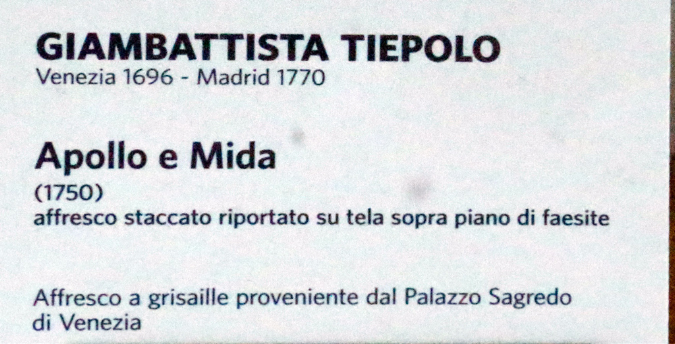 GIAMBATTISTA TIEPOLO
Venezia 1696 - Madrid 1770
Apollo e Mida
(1750)
affresco staccato riportato su tela sopra piano di faesite
Affresco a grisaille proveniente dal Palazzo Sagredo
di Venezia